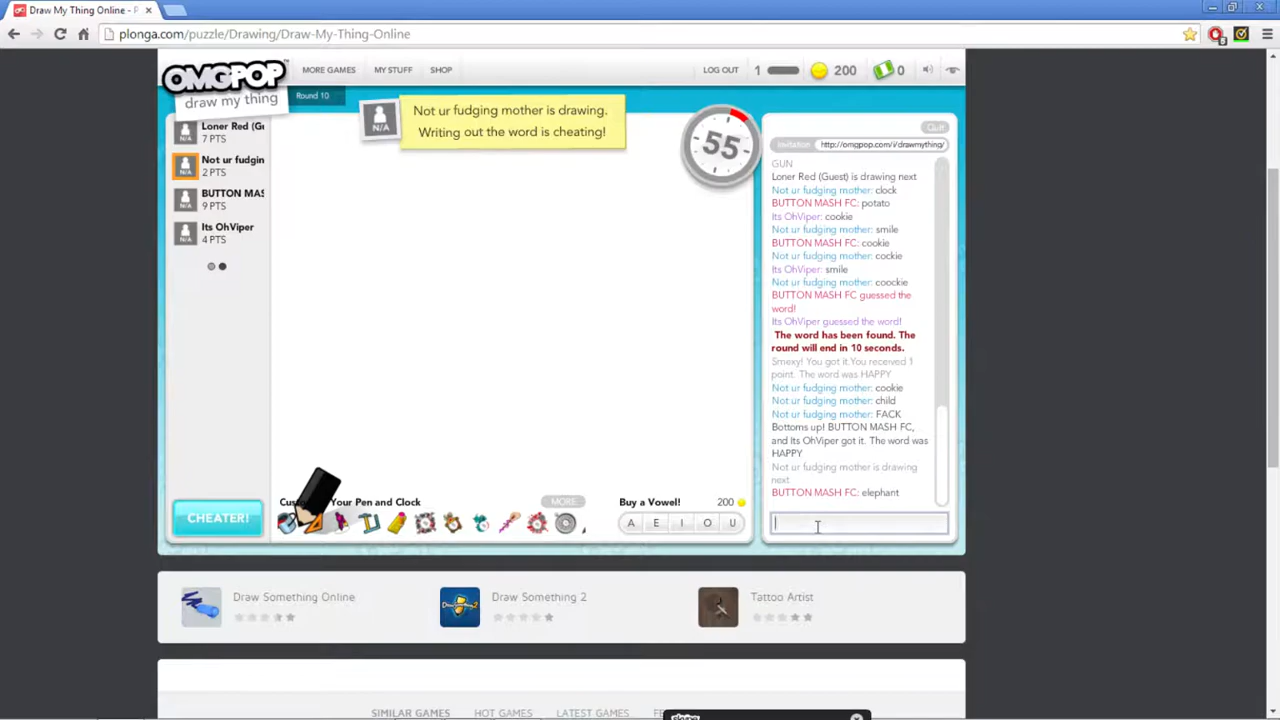 Draw My Thing Online - P
plonga.com/puzzle/Drawing/Draw-My-Thing-Online
5
OMGPOP
draw my thing
MORE GAMES
MY STUFF
SHOP
LOG OUT
1
200
0
Round 10
Not ur fudging mother is drawing.
Writing out the word is cheating!
N/A
55
Quit
Invitation
http://omgpop.com/i/drawmything/
N/A
Loner Red (Gu
7 PTS
N/A
Not ur fudgin
2 PTS
N/A
BUTTON MAS
9 PTS
N/A
Its OhViper
4 PTS
GUN
Loner Red (Guest) is drawing next
Not ur fudging mother: clock
BUTTON MASH FC: potato
Its OhViper: cookie
Not ur fudging mother: smile
BUTTON MASH FC: cookie
Not ur fudging mother: cockie
Its OhViper: smile
Not ur fudging mother: coockie
BUTTON MASH FC guessed the
word!
Its OhViper guessed the word!
The word has been found. The
round will end in 10 seconds.
Smexy! You got it.You received 1
point. The word was HAPPY
Not ur fudging mother: cookie
Not ur fudging mother: child
Not ur fudging mother: FACK
Bottoms up! BUTTON MASH FC,
and Its OhViper got it. The word was
HAPPY
Not ur fudging mother is drawing
next
BUTTON MASH FC: elephant
CHEATER!
Your Pen and Clock
MORE
Buy a Vowel!
200
A E I O U
Draw Something Online
Draw Something 2
Tattoo Artist
SIMILAR GAMES
HOT GAMES
LATEST GAMES
plonga